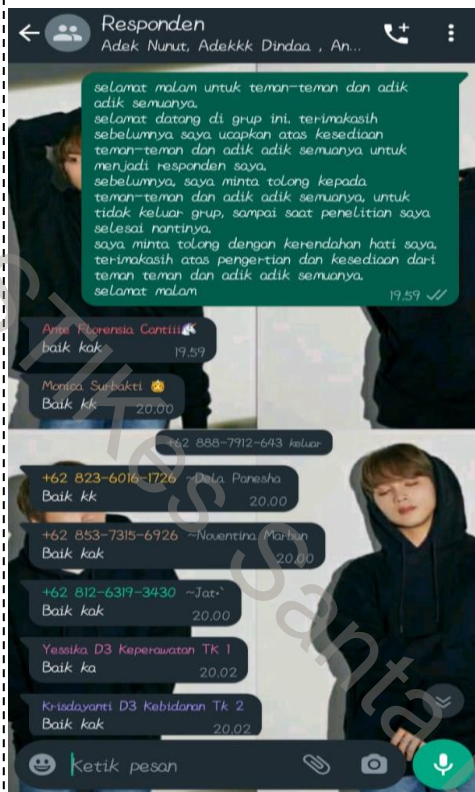 Responden
Adek Nunut, Adekkk Dindaa , An...
selamat malam untuk teman-teman dan adik
adik semuanya.
selamat datang di grup ini. terimakasih
sebelumnya saya ucapkan atas kesediaan
teman-teman dan adik adik semuanya untuk
menjadi responden saya.
sebelumnya, saya minta tolong kepada
teman-teman dan adik adik semuanya, untuk
tidak keluar grup, sampai saat penelitian saya
selesai nantinya.
saya minta tolong dengan kerendahan hati saya,
terimakasih atas pengertian dan kesediaan dari
teman teman dan adik adik semuanya.
selamat malam
19.59
Ante Florensia Cantiii🦄
baik kak 19.59
Monica Surbakti
Baik kk 20.00
+62 888-7912-643 keluar
+62 823-6016-1726 ~Dela Panesha
Baik kk 20.00
+62 853-7315-6926 ~Noventina Marbun
Baik kak 20.00
+62 812-6319-3430 ~Jat•`
Baik kak 20.00
Yessika D3 Keperawatan Tk 1
Baik ka 20.02
Krisdayanti D3 Kebidanan Tk 2
Baik kak 20.02
Ketik pesan
STIKes Santa